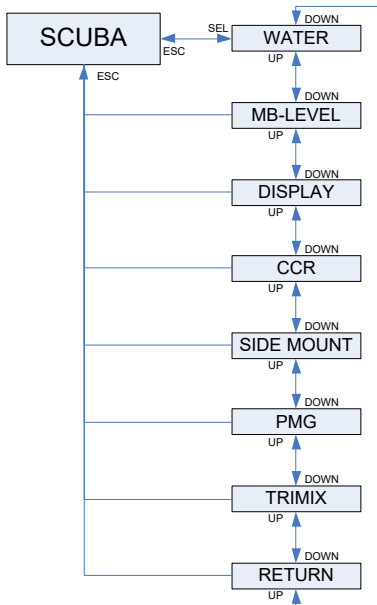 DOWN
SCUBA
SEL
WATER
ESC
UP
ESC
DOWN
MB-LEVEL
UP
DOWN
DISPLAY
UP
DOWN
CCR
UP
DOWN
SIDE MOUNT
UP
DOWN
PMG
UP
DOWN
TRIMIX
UP
DOWN
RETURN
UP